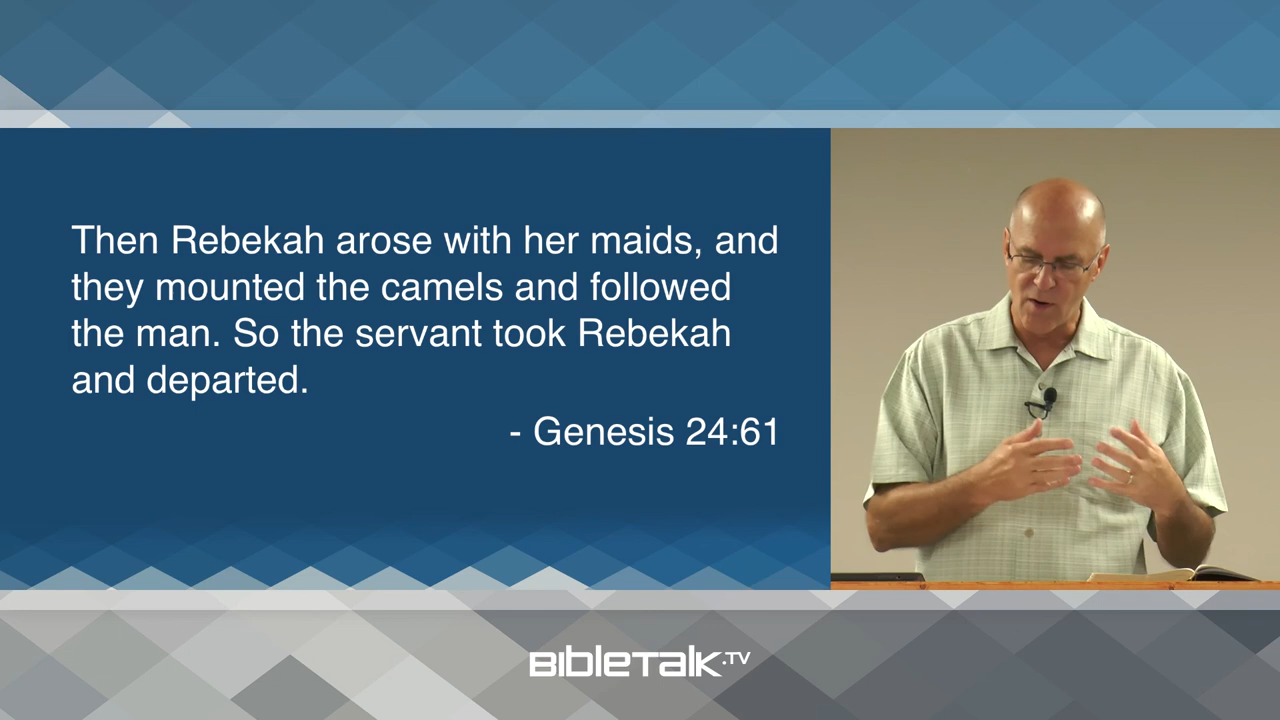 Then Rebekah arose with her maids, and
they mounted the camels and followed
the man. So the servant took Rebekah
and departed.
- Genesis 24:61
BIBLETALK.TV